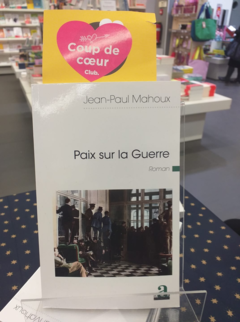 Coup de
cœur
Club.
Jean-Paul Mahoux
Paix sur la Guerre
Roman
a